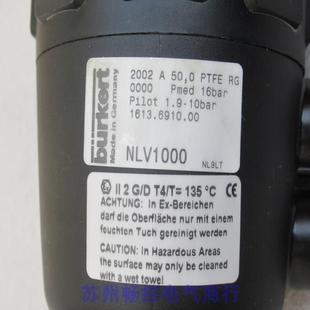 bürkert
Made in Germany
2002 A 50,0 PTFE RG
0000 Pmed 16bar
Pilot 1.9-10bar
1613.6910.00
NLV1000
NL9LT
Ex II 2 G/D T4/T= 135 °C CE
ACHTUNG: In Ex-Bereichen
darf die Oberfläche nur mit einem
feuchten Tuch gereinigt werden
CAUTION: In Hazardous Areas
the surface may only be cleaned
with a wet towel